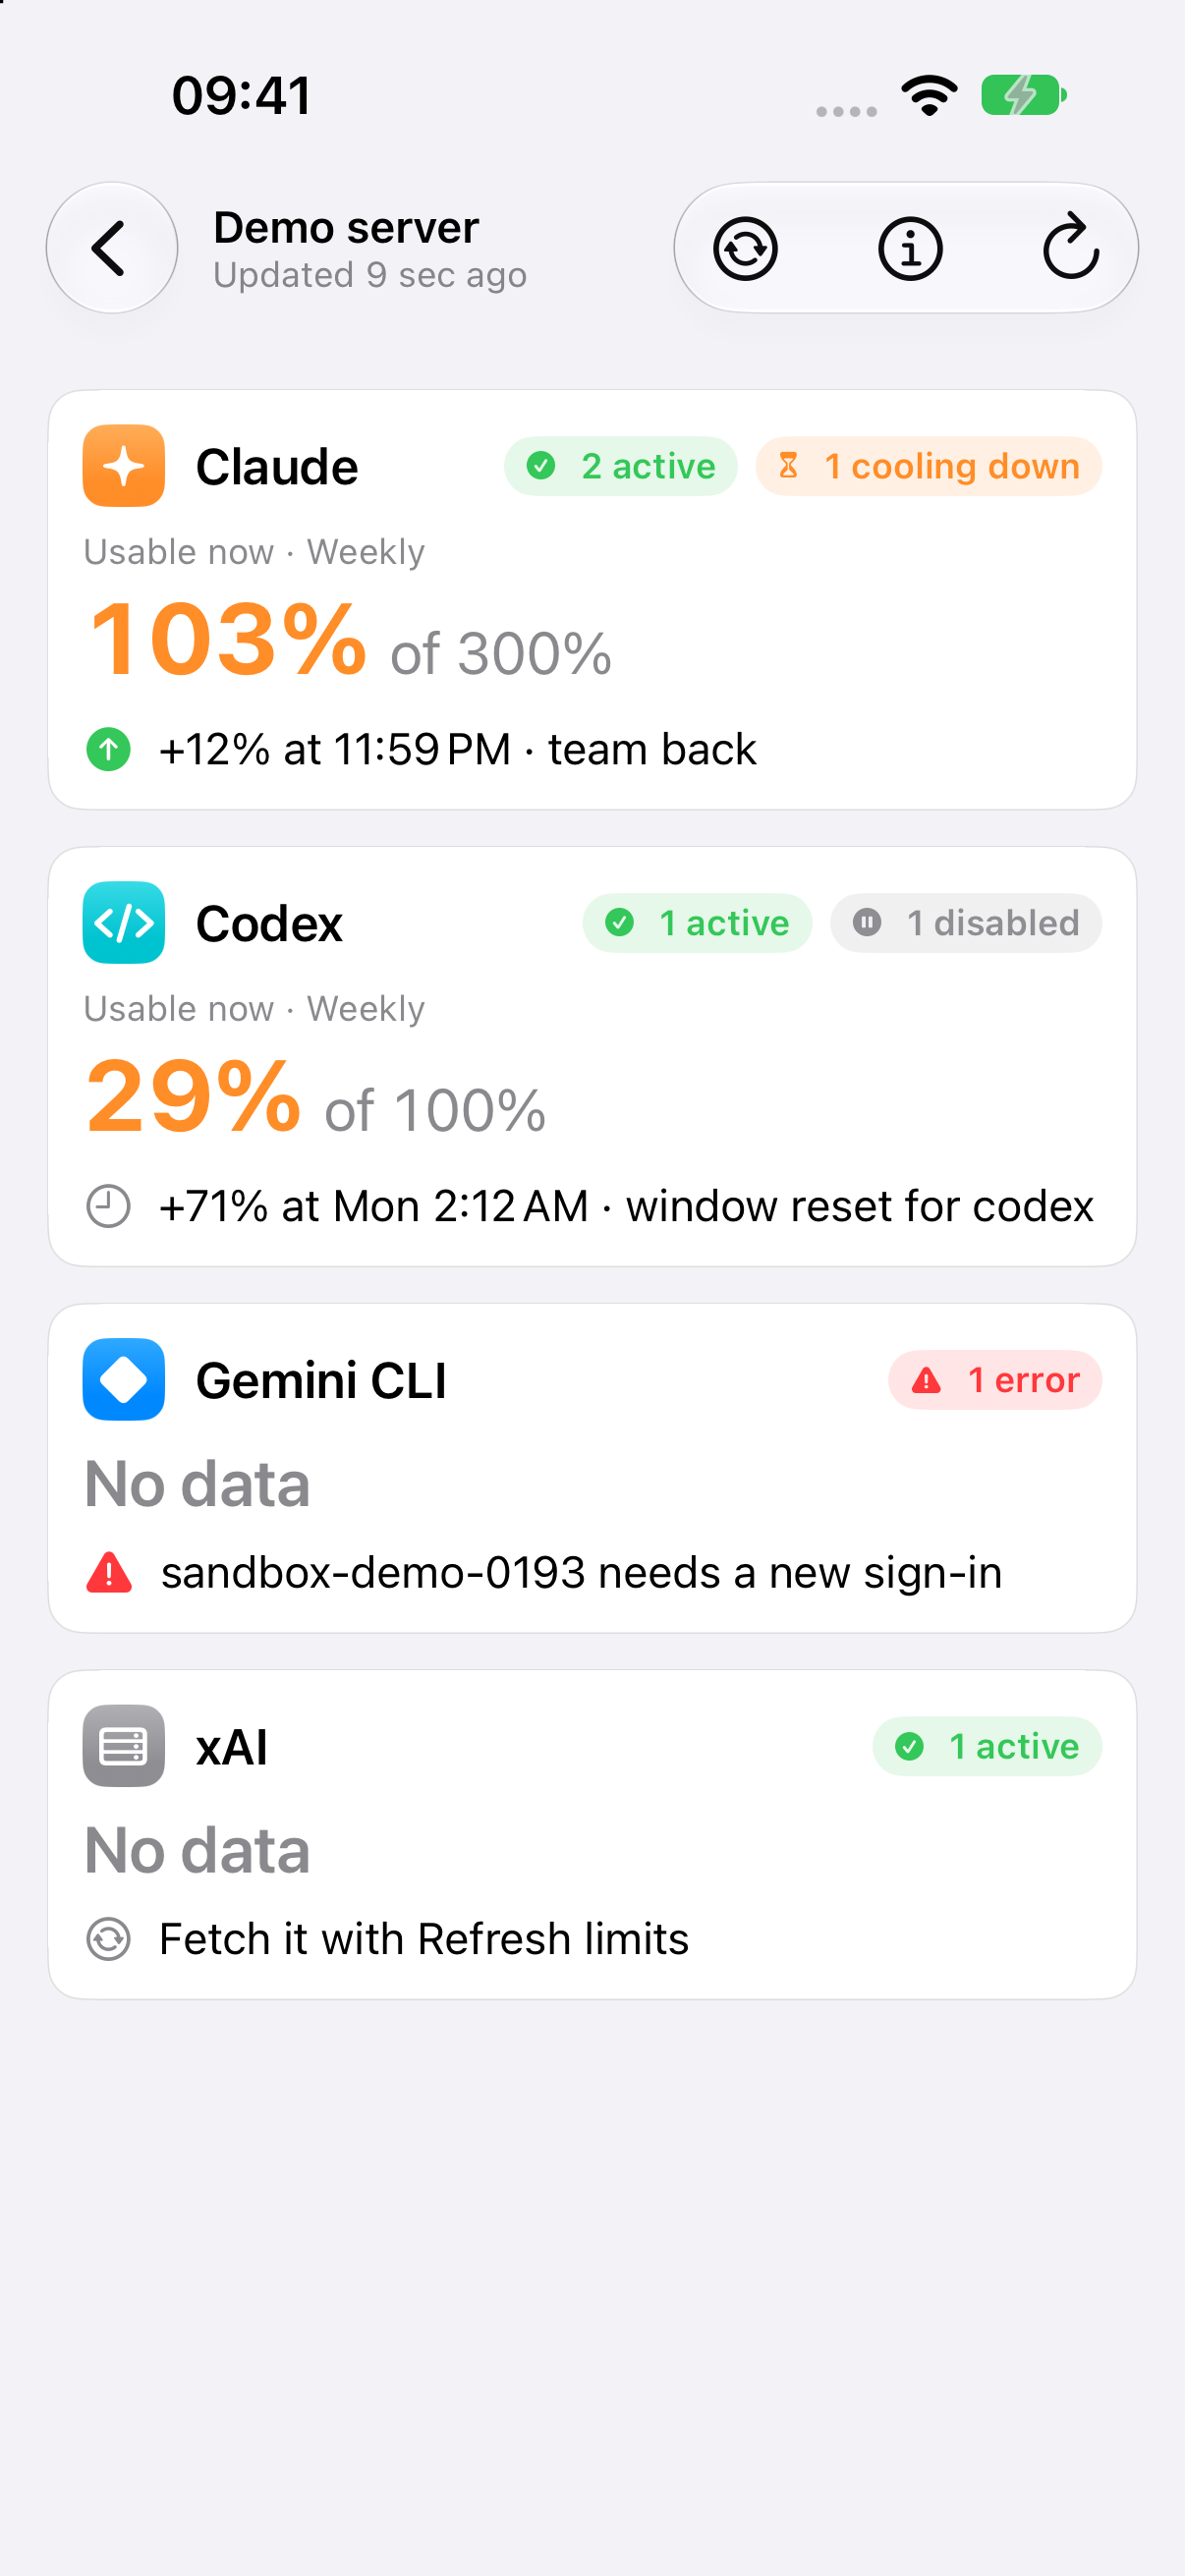 09:41
Demo server
Updated 9 sec ago
Claude
2 active
1 cooling down
Usable now · Weekly
103% of 300%
+12% at 11:59 PM · team back
Codex
1 active
1 disabled
Usable now · Weekly
29% of 100%
+71% at Mon 2:12 AM · window reset for codex
Gemini CLI
1 error
No data
sandbox-demo-0193 needs a new sign-in
xAI
1 active
No data
Fetch it with Refresh limits